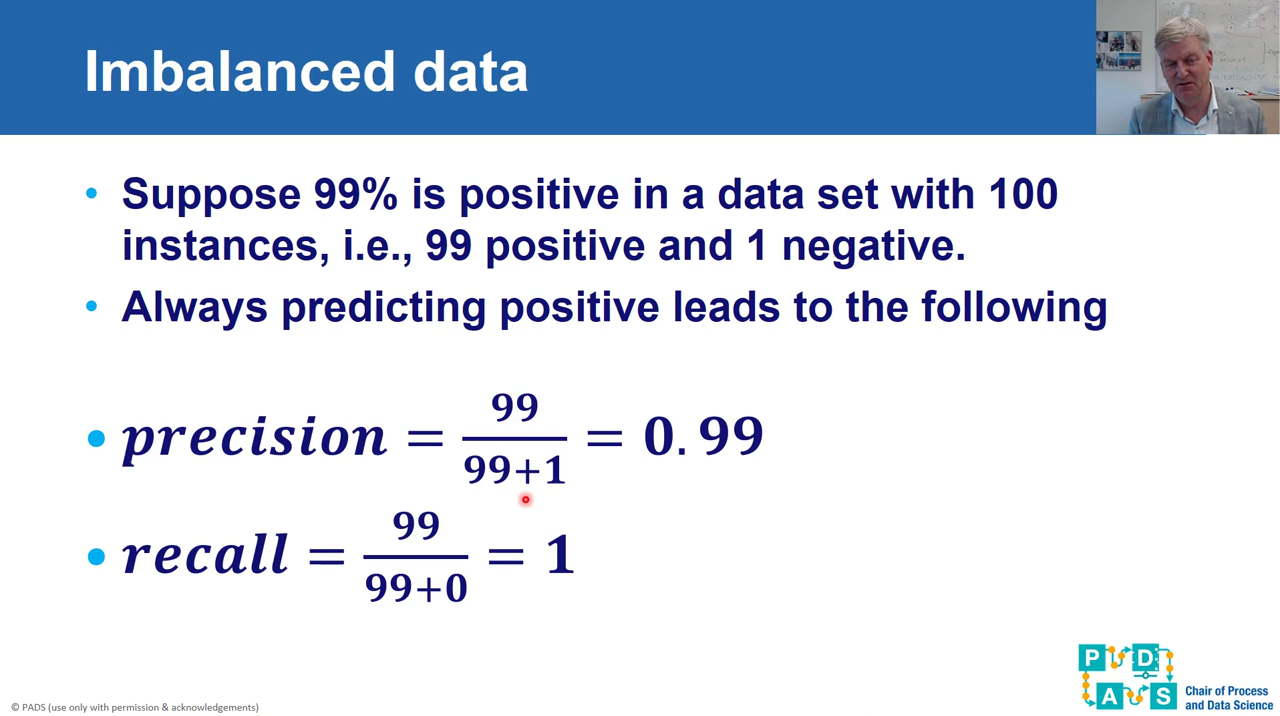 Imbalanced data
• Suppose 99% is positive in a data set with 100
instances, i.e., 99 positive and 1 negative.
• Always predicting positive leads to the following
• precision = 99/(99+1) = 0.99
• recall = 99/(99+0) = 1
P D
A S
Chair of Process
and Data Science
© PADS (use only with permission & acknowledgements)